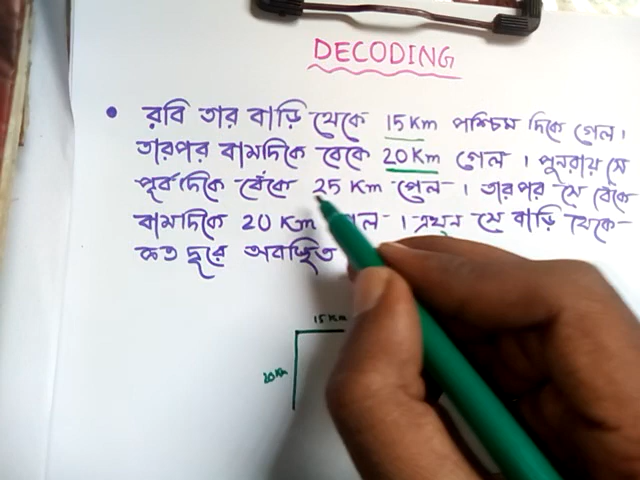 DECODING
• রবি তার বাড়ি থেকে 15 Km পশ্চিম দিকে গেল।
তারপর বামদিকে বেকে 20 Km গেল। পুনরায় সে
পূর্ব দিকে বেঁকে 25 Km গেল। তারপর সে বেঁকে
বামদিকে 20 Km গেল। এখন সে বাড়ি থেকে
কত দূরে অবস্থিত
15 Km
20 Km